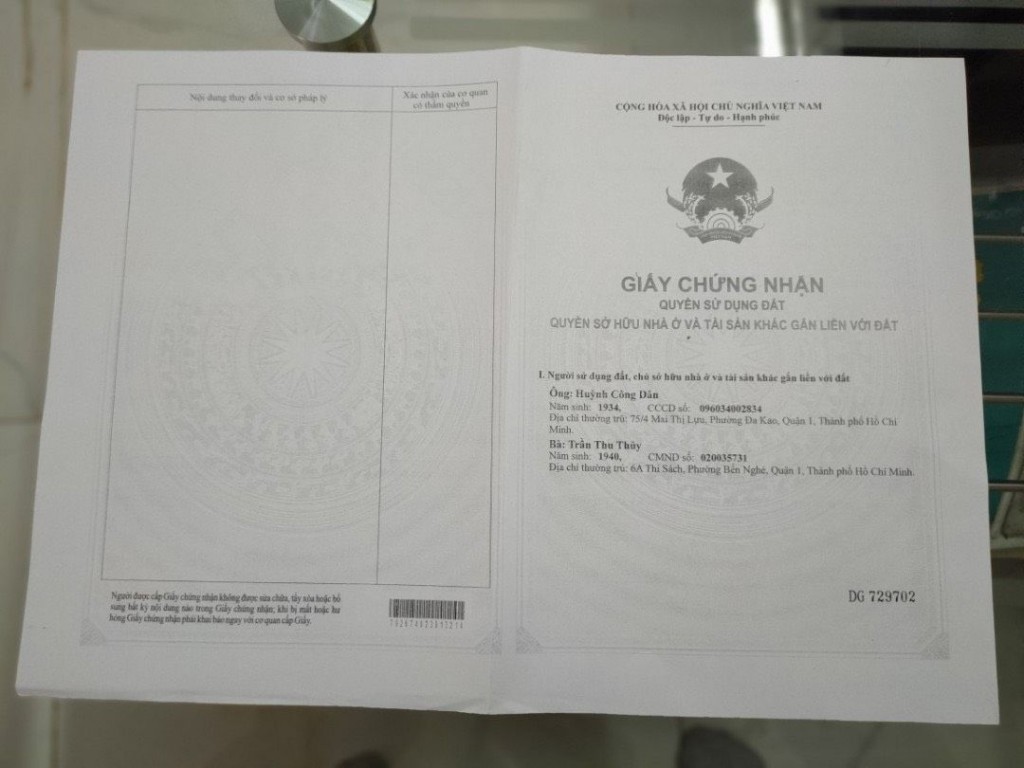 Nội dung thay đổi và cơ sở pháp lý
Xác nhận của cơ quan
có thẩm quyền
Người được cấp Giấy chứng nhận không được sửa chữa, tẩy xóa hoặc bổ
sung bất kỳ nội dung nào trong Giấy chứng nhận; khi bị mất hoặc hư
hỏng Giấy chứng nhận phải khai báo ngay với cơ quan cấp Giấy.
CỘNG HÒA XÃ HỘI CHỦ NGHĨA VIỆT NAM
Độc lập - Tự do - Hạnh phúc
GIẤY CHỨNG NHẬN
QUYỀN SỬ DỤNG ĐẤT
QUYỀN SỞ HỮU NHÀ Ở VÀ TÀI SẢN KHÁC GẮN LIỀN VỚI ĐẤT
I. Người sử dụng đất, chủ sở hữu nhà ở và tài sản khác gắn liền với đất
Ông: Huỳnh Công Dân
Năm sinh: 1934, CCCD số: 096034002834
Địa chỉ thường trú: 75/4 Mai Thị Lựu, Phường Đa Kao, Quận 1, Thành phố Hồ Chí
Minh.
Bà: Trần Thu Thủy
Năm sinh: 1940, CMND số: 020035731
Địa chỉ thường trú: 6A Thi Sách, Phường Bến Nghé, Quận 1, Thành phố Hồ Chí Minh.
DG 729702